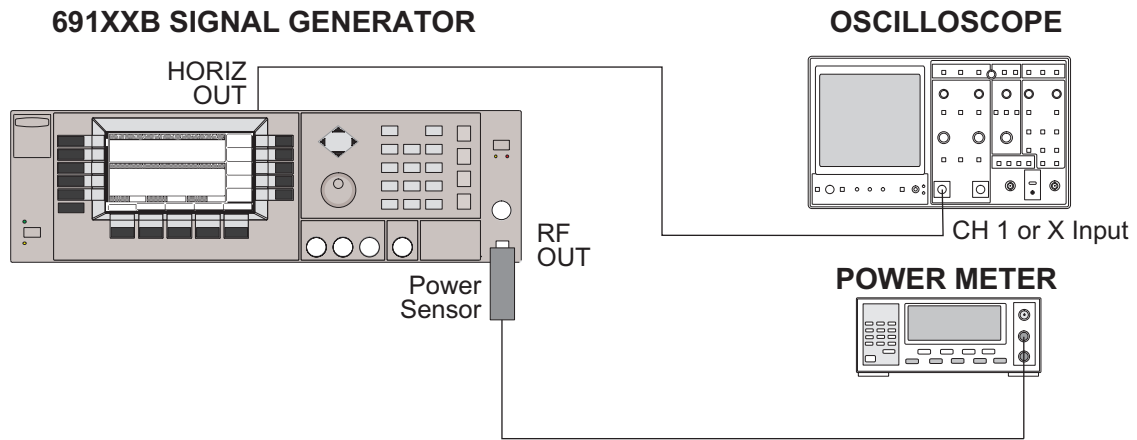 691XXB SIGNAL GENERATOR
OSCILLOSCOPE
HORIZ
OUT
CH 1 or X Input
RF
OUT
POWER METER
Power
Sensor